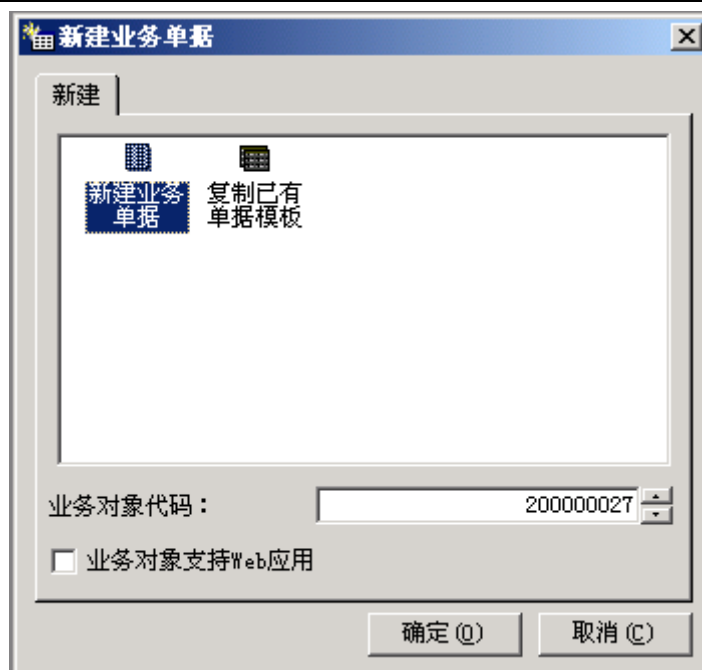 新建业务单据
新建
新建业务
单据
复制已有
单据模板
业务对象代码：
200000027
业务对象支持Web应用
确定(O)
取消(C)